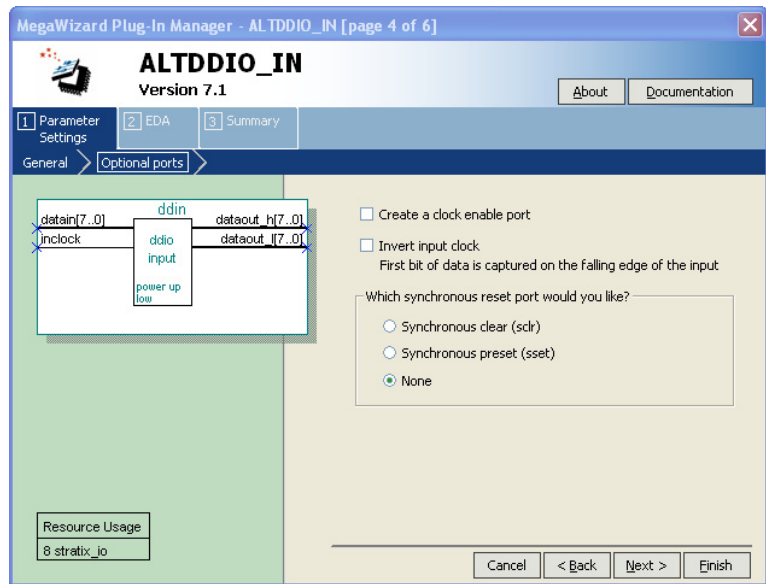 MegaWizard Plug-In Manager - ALTDDIO_IN [page 4 of 6]
ALTDDIO_IN
Version 7.1
About
Documentation
1 Parameter Settings
2 EDA
3 Summary
General
Optional ports
ddin
datain[7..0]
dataout_h[7..0]
inclock
ddio
dataout_l[7..0]
input
power up
low
Create a clock enable port
Invert input clock
First bit of data is captured on the falling edge of the input
Which synchronous reset port would you like?
Synchronous clear (sclr)
Synchronous preset (sset)
None
Resource Usage
8 stratix_io
Cancel
< Back
Next >
Finish